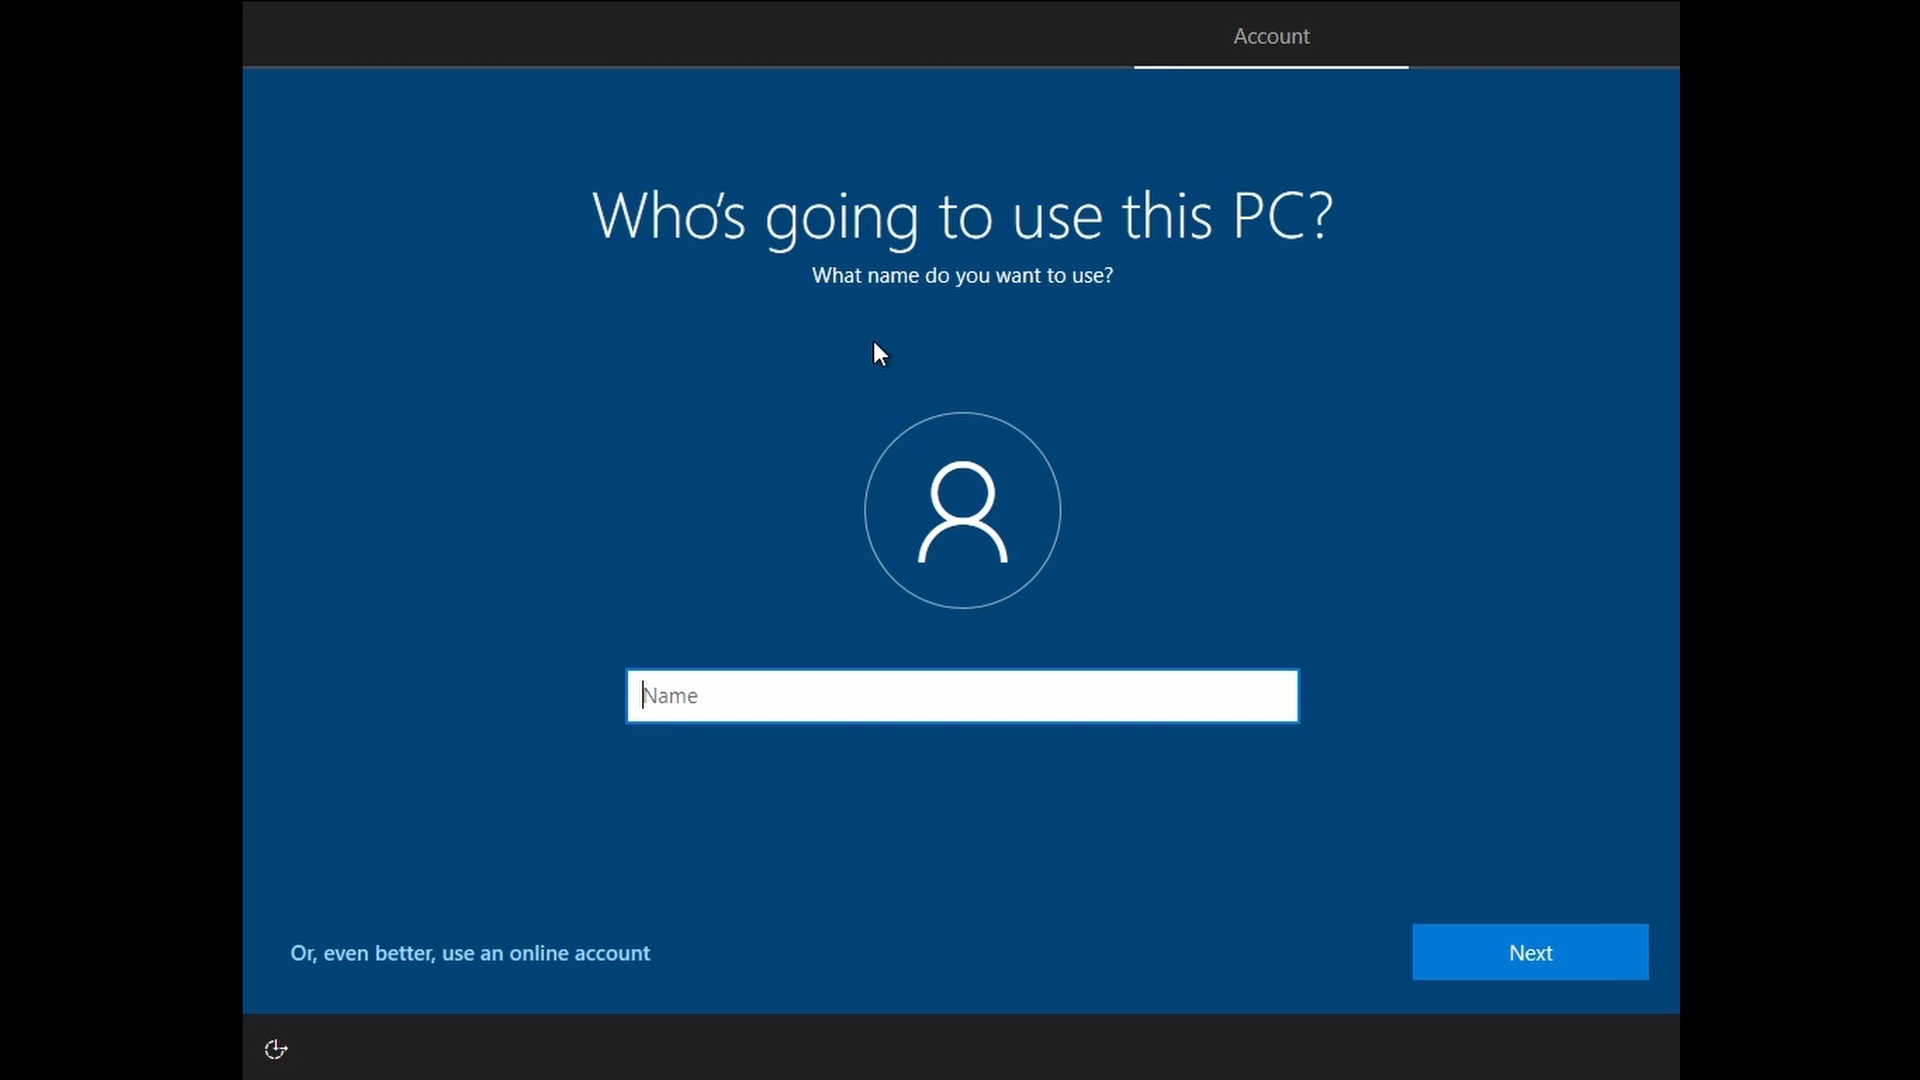 Account
Who's going to use this PC?
What name do you want to use?
Name
Or, even better, use an online account
Next